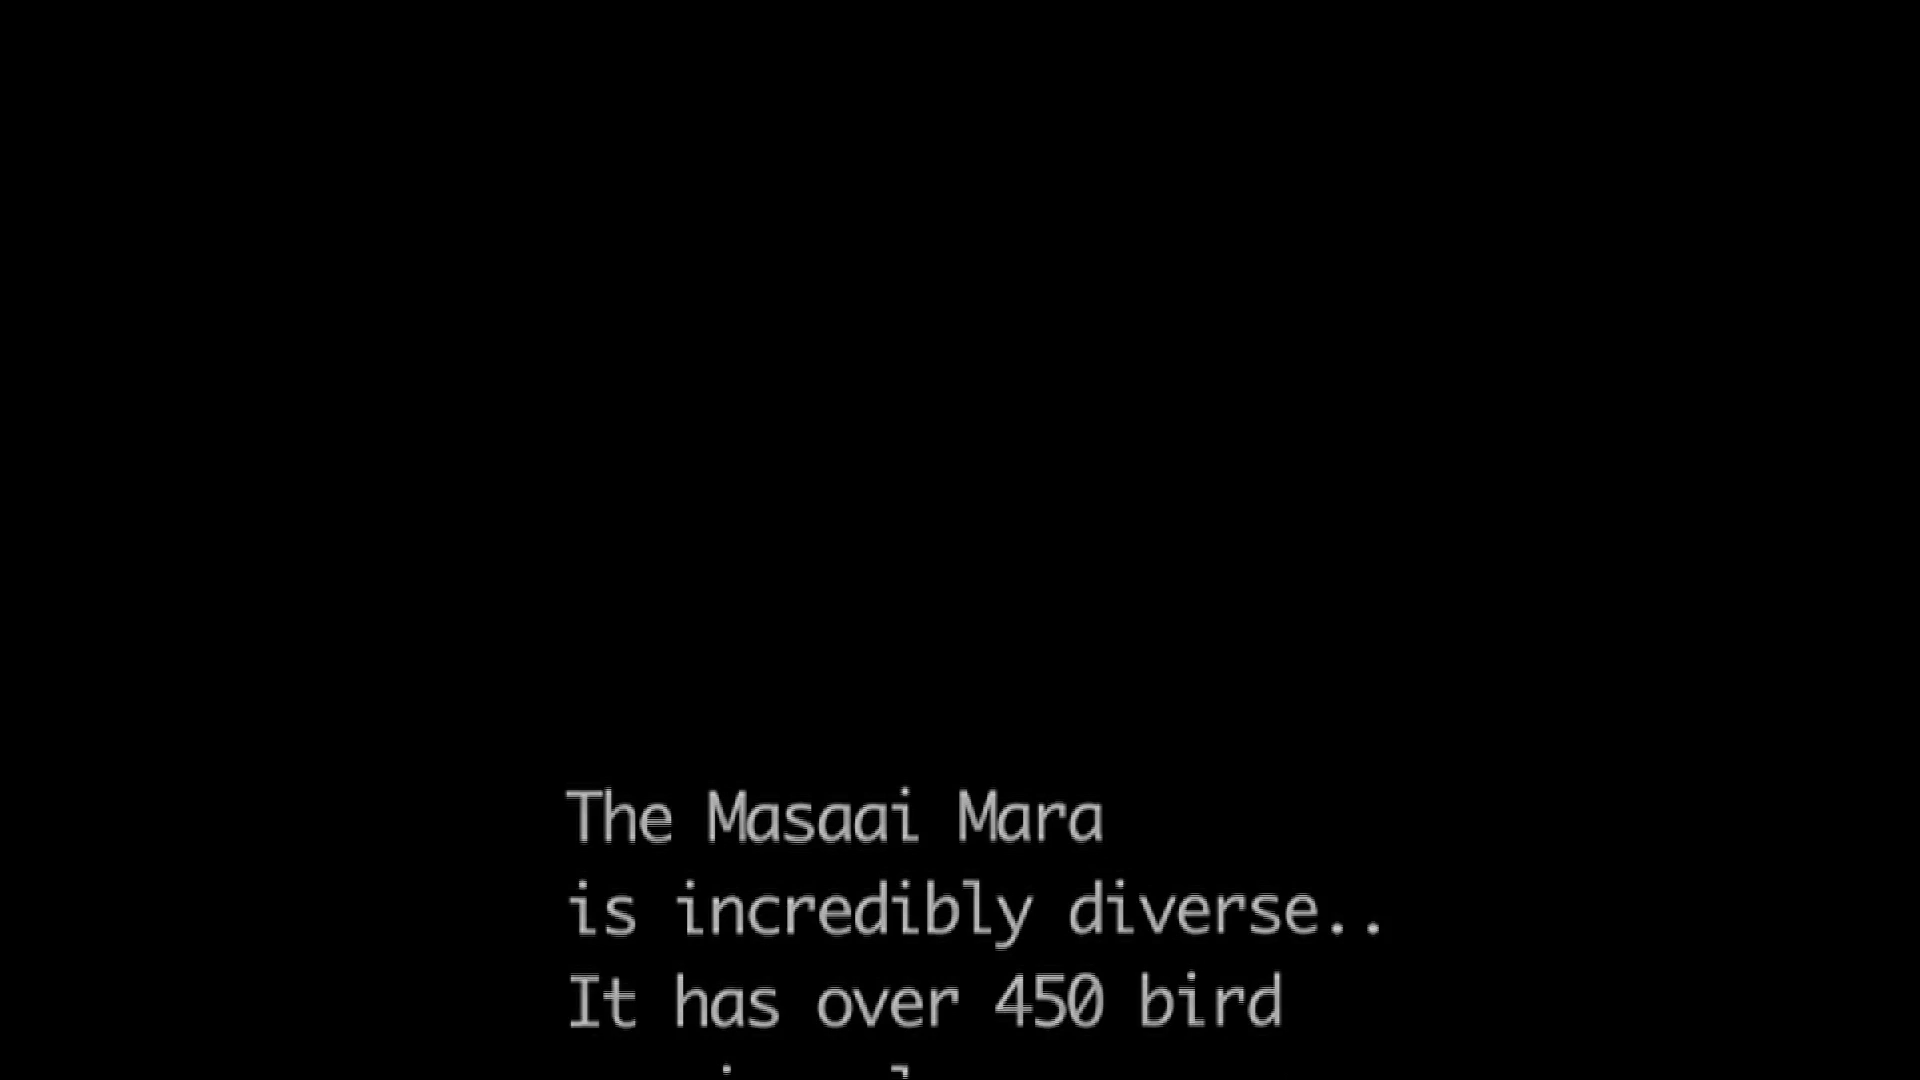 The Masaai Mara
is incredibly diverse..
It has over 450 bird